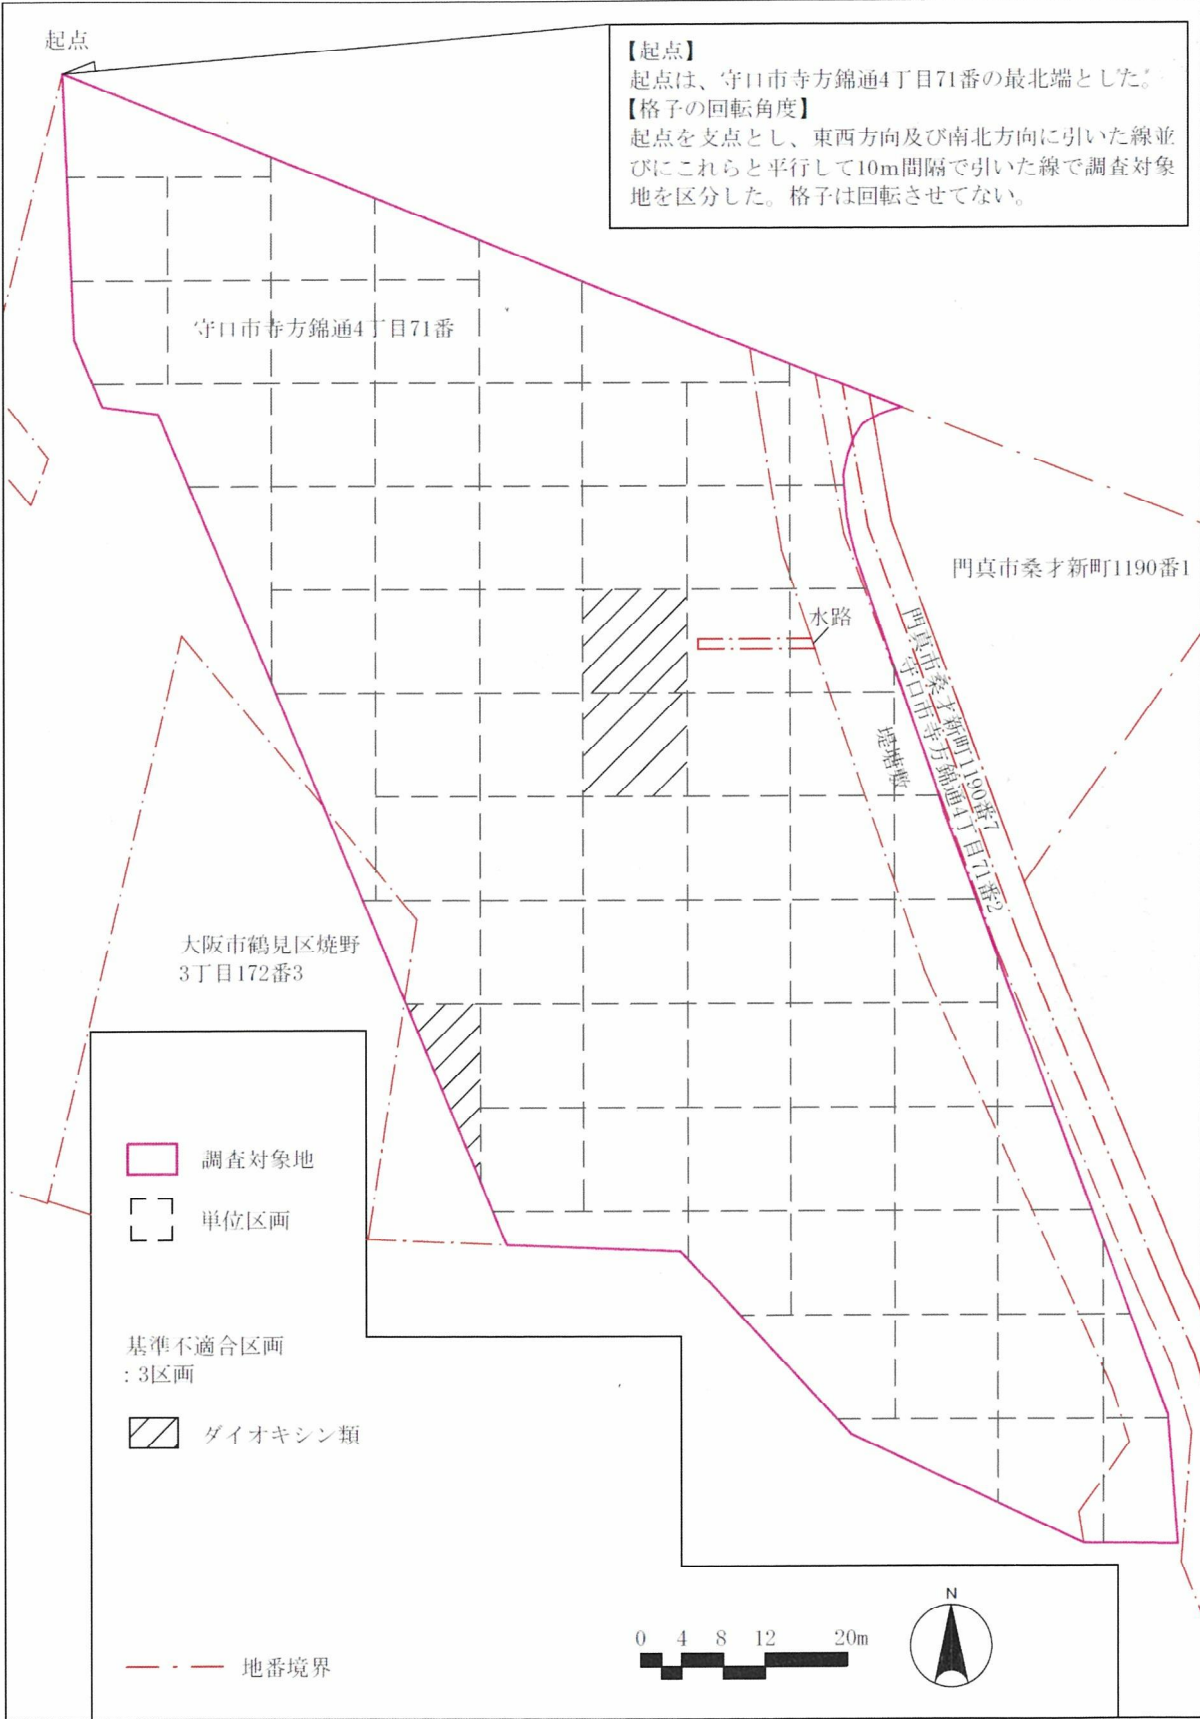 起点
【起点】
起点は、守口市寺方錦通4丁目71番の最北端とした。
【格子の回転角度】
起点を支点とし、東西方向及び南北方向に引いた線並
びにこれらと平行して10m間隔で引いた線で調査対象
地を区分した。格子は回転させてない。
守口市寺方錦通4丁目71番
門真市桑才新町1190番1
水路
門真市桑才新町1190番7
守口市寺方錦通4丁目71番2
堤塘敷
大阪市鶴見区焼野
3丁目172番3
調査対象地
単位区画
基準不適合区画
: 3区画
ダイオキシン類
地番境界
0 4 8 12 20m
N